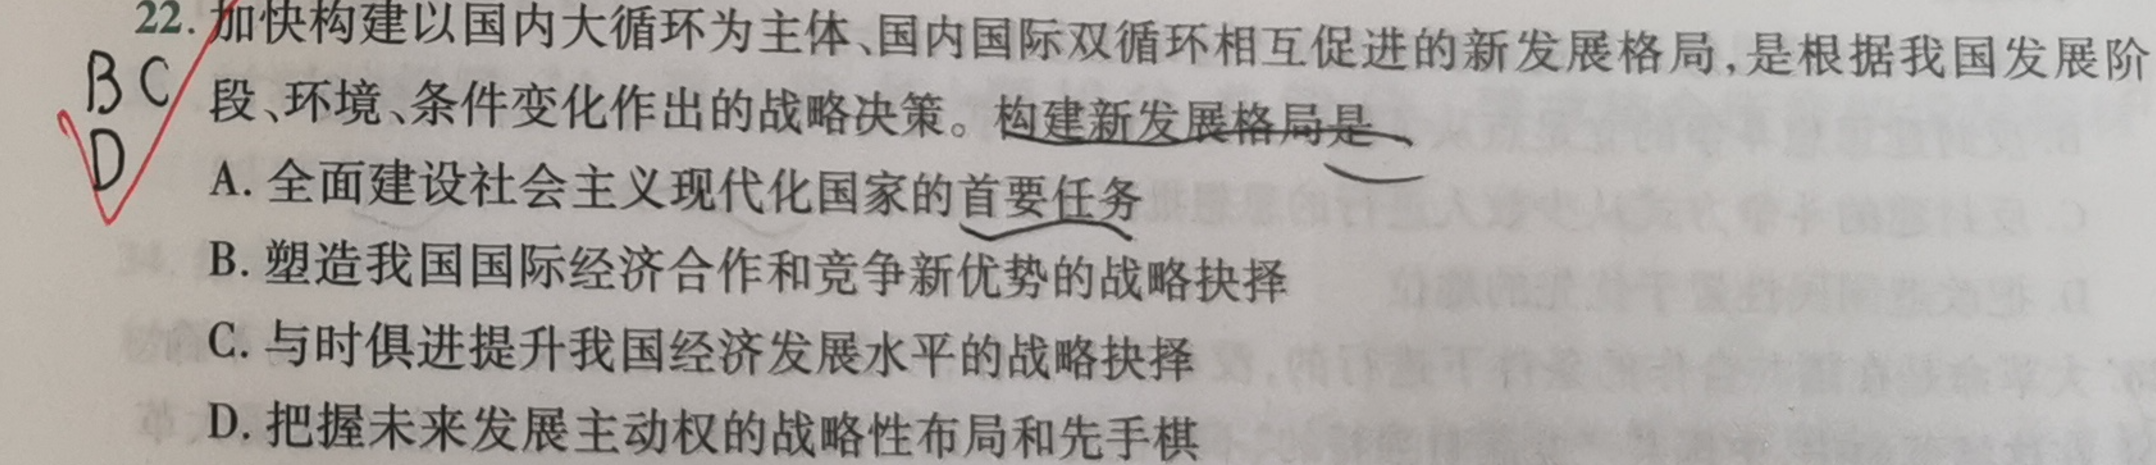 22. 加快构建以国内大循环为主体、国内国际双循环相互促进的新发展格局,是根据我国发展阶
B C
段、环境、条件变化作出的战略决策。构建新发展格局是
D
A. 全面建设社会主义现代化国家的首要任务
B. 塑造我国国际经济合作和竞争新优势的战略抉择
C. 与时俱进提升我国经济发展水平的战略抉择
D. 把握未来发展主动权的战略性布局和先手棋